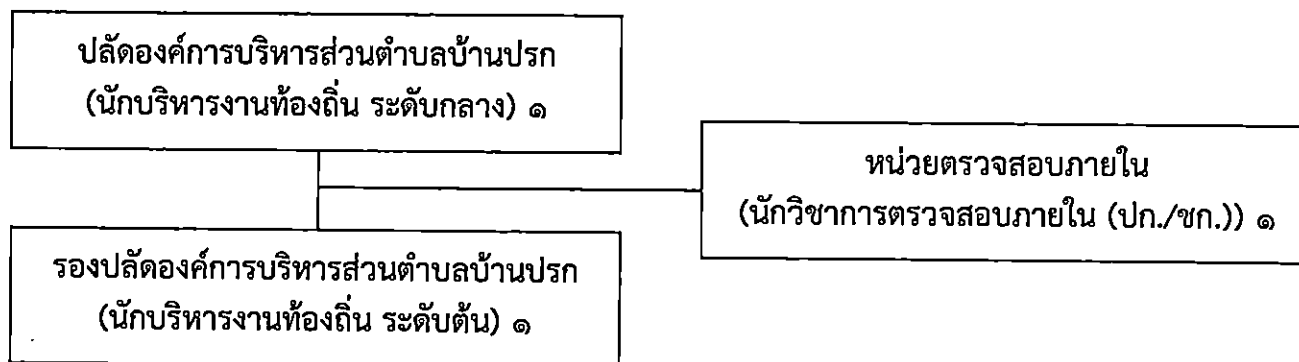 ปลัดองค์การบริหารส่วนตำบลบ้านปรก
(นักบริหารงานท้องถิ่น ระดับกลาง) ๑
หน่วยตรวจสอบภายใน
(นักวิชาการตรวจสอบภายใน (ปก./ชก.)) ๑
รองปลัดองค์การบริหารส่วนตำบลบ้านปรก
(นักบริหารงานท้องถิ่น ระดับต้น) ๑